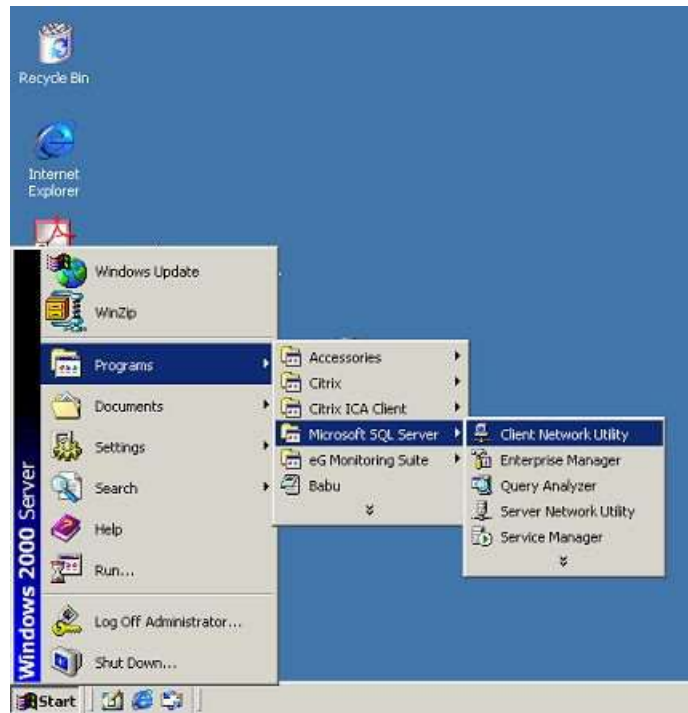 Recycle Bin
Internet
Explorer
Windows Update
WinZip
Programs
Documents
Settings
Search
Help
Run...
Log Off Administrator...
Shut Down...
Windows 2000 Server
Accessories
Citrix
Citrix ICA Client
Microsoft SQL Server
eG Monitoring Suite
Babu
Client Network Utility
Enterprise Manager
Query Analyzer
Server Network Utility
Service Manager
Start